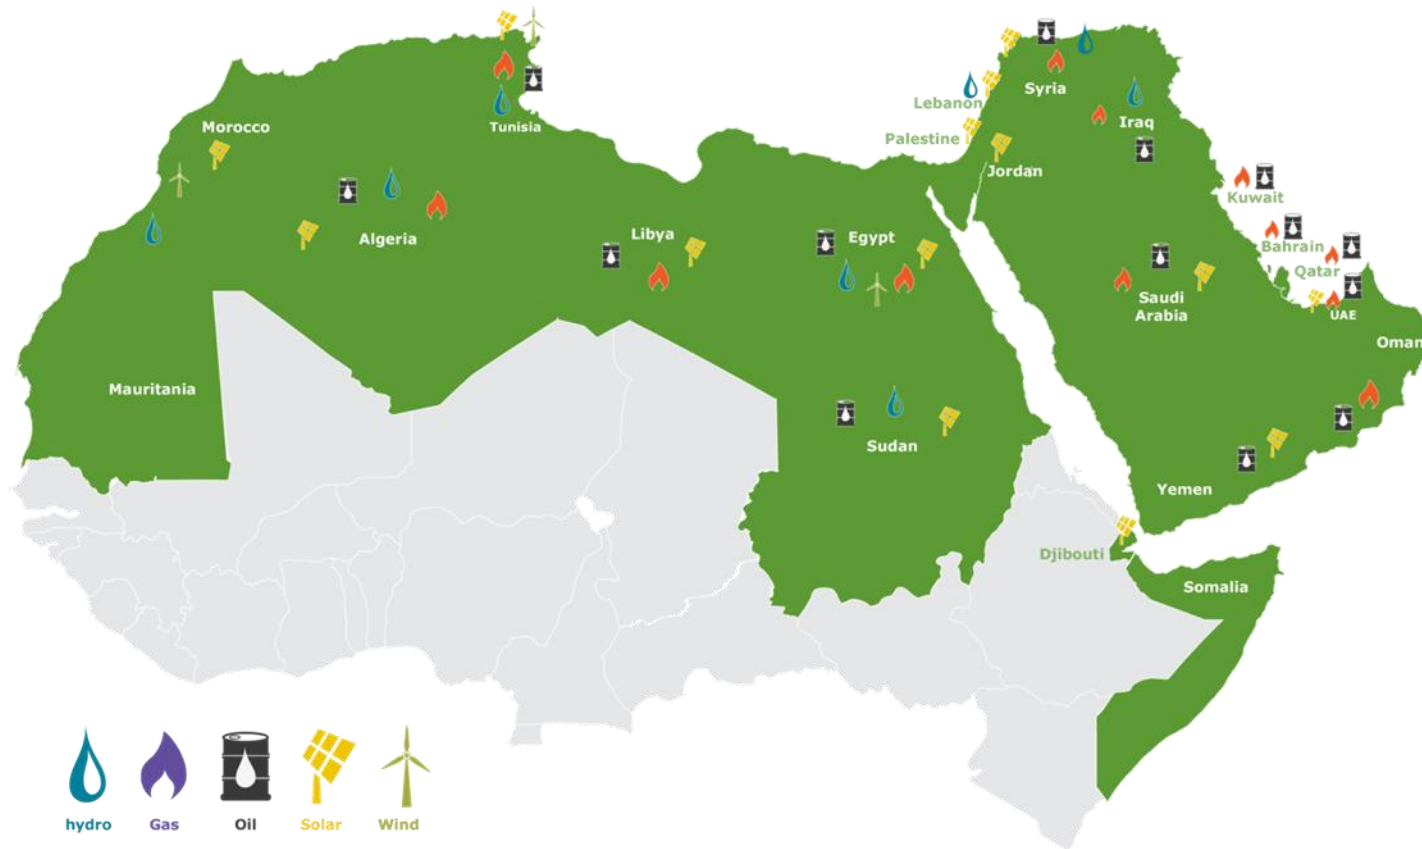 Tunisia
Morocco
Algeria
Libya
Egypt
Mauritania
Sudan
Lebanon
Palestine
Syria
Iraq
Jordan
Kuwait
Bahrain
Qatar
UAE
Saudi
Arabia
Oman
Yemen
Djibouti
Somalia
hydro
Gas
Oil
Solar
Wind